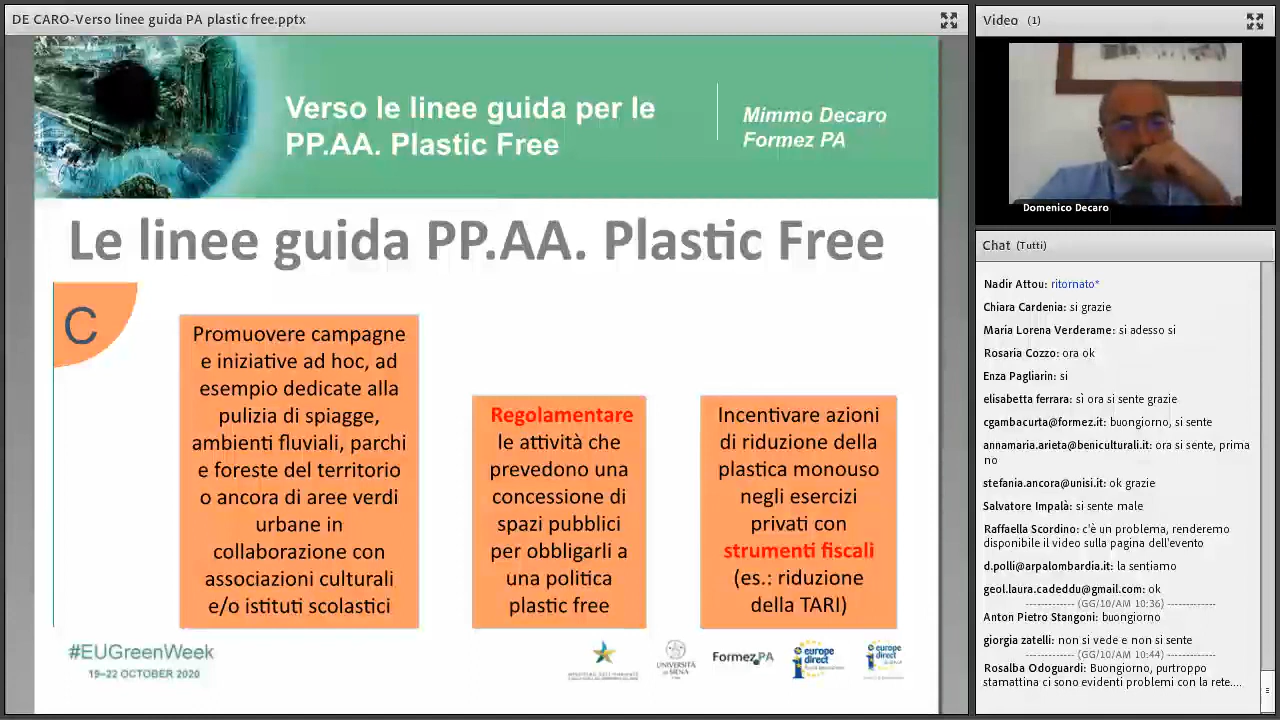 DE CARO-Verso linee guida PA plastic free.pptx
Verso le linee guida per le
PP.AA. Plastic Free
Mimmo Decaro
Formez PA
Le linee guida PP.AA. Plastic Free
C
Promuovere campagne
e iniziative ad hoc, ad
esempio dedicate alla
pulizia di spiagge,
ambienti fluviali, parchi
e foreste del territorio
o ancora di aree verdi
urbane in
collaborazione con
associazioni culturali
e/o istituti scolastici
Regolamentare
le attività che
prevedono una
concessione di
spazi pubblici
per obbligarli a
una politica
plastic free
Incentivare azioni
di riduzione della
plastica monouso
negli esercizi
privati con
strumenti fiscali
(es.: riduzione
della TARI)
#EUGreenWeek
19–22 OCTOBER 2020
UNIVERSITÀ
DI SIENA
Formez PA
europe
direct
europe
direct
Video (1)
Domenico Decaro
Chat (Tutti)
Nadir Attou: ritornato*
Chiara Cardenia: si grazie
Maria Lorena Verderame: si adesso si
Rosaria Cozzo: ora ok
Enza Pagliarin: si
elisabetta ferrara: sì ora si sente grazie
cgambacurta@formez.it: buongiorno, si sente
annamaria.arieta@beniculturali.it: ora si sente, prima
no
stefania.ancora@unisi.it: ok grazie
Salvatore Impalà: si sente male
Raffaella Scordino: c'è un problema, renderemo
disponibile il video sulla pagina dell'evento
d.polli@arpalombardia.it: la sentiamo
geol.laura.cadeddu@gmail.com: ok
------------ (GG/10/AM 10:36) -------------
Anton Pietro Stangoni: buongiorno
giorgia zatelli: non si vede e non si sente
------------ (GG/10/AM 10:44) -------------
Rosalba Odoguardi: Buongiorno, purtroppo
stamattina ci sono evidenti problemi con la rete....